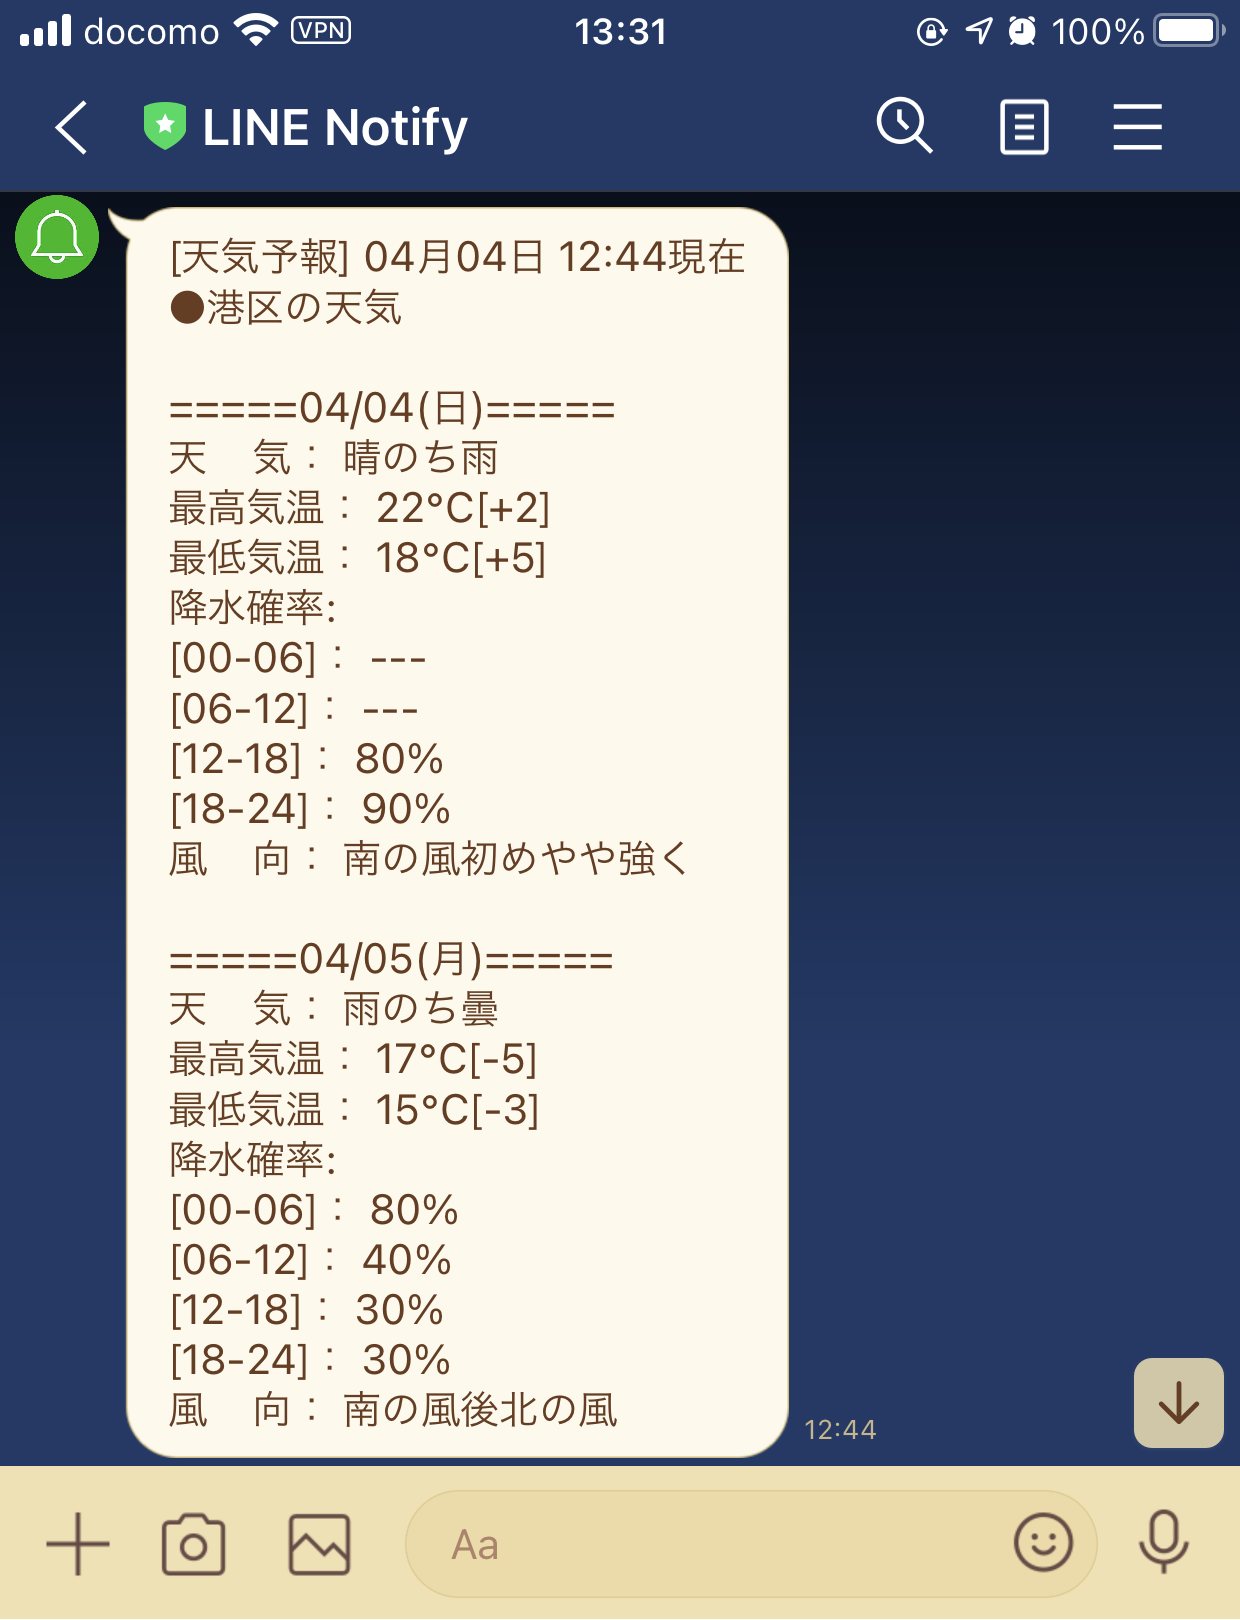 docomo VPN 13:31 100%
LINE Notify
[天気予報] 04月04日 12:44現在
●港区の天気
=====04/04(日)=====
天　気： 晴のち雨
最高気温： 22°C[+2]
最低気温： 18°C[+5]
降水確率:
[00-06]： ---
[06-12]： ---
[12-18]： 80%
[18-24]： 90%
風　向： 南の風初めやや強く
=====04/05(月)=====
天　気： 雨のち曇
最高気温： 17°C[-5]
最低気温： 15°C[-3]
降水確率:
[00-06]： 80%
[06-12]： 40%
[12-18]： 30%
[18-24]： 30%
風　向： 南の風後北の風
12:44
Aa